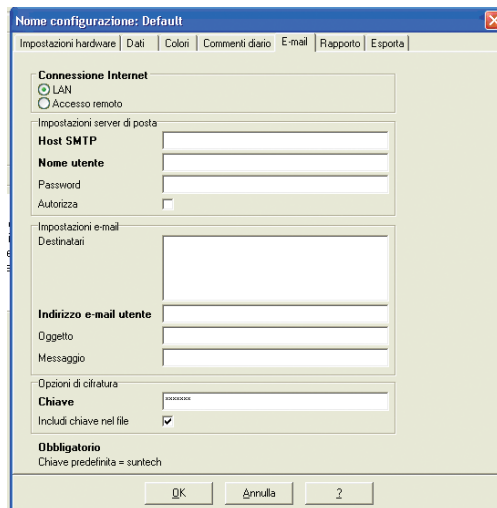 Nome configurazione: Default
Impostazioni hardware Dati Colori Commenti diario E-mail Rapporto Esporta
Connessione Internet
LAN
Accesso remoto
Impostazioni server di posta
Host SMTP
Nome utente
Password
Autorizza
Impostazioni e-mail
Destinatari
Indirizzo e-mail utente
Oggetto
Messaggio
Opzioni di cifratura
Chiave *******
Includi chiave nel file
Obbligatorio
Chiave predefinita = suntech
OK Annulla ?